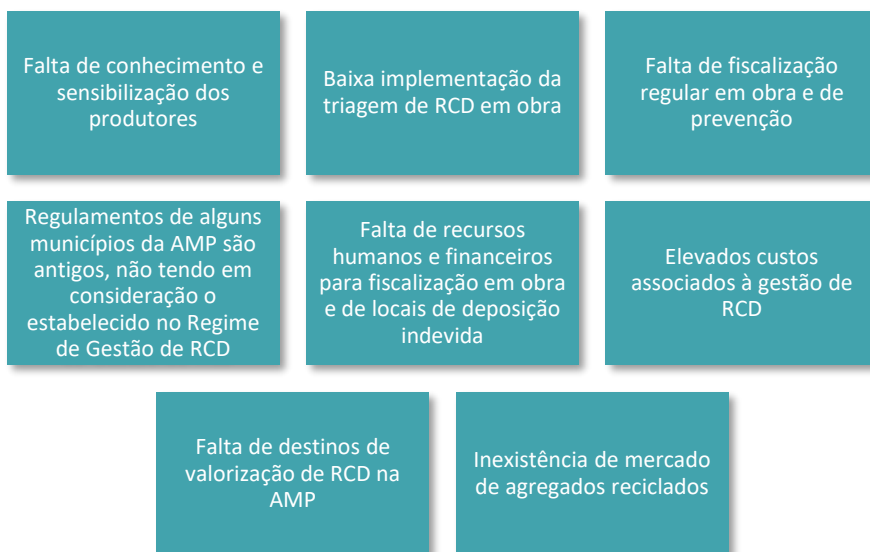 Falta de conhecimento e
sensibilização dos
produtores
Baixa implementação da
triagem de RCD em obra
Falta de fiscalização
regular em obra e de
prevenção
Regulamentos de alguns
municípios da AMP são
antigos, não tendo em
consideração o
estabelecido no Regime
de Gestão de RCD
Falta de recursos
humanos e financeiros
para fiscalização em obra
e de locais de deposição
indevida
Elevados custos
associados à gestão de
RCD
Falta de destinos de
valorização de RCD na
AMP
Inexistência de mercado
de agregados reciclados